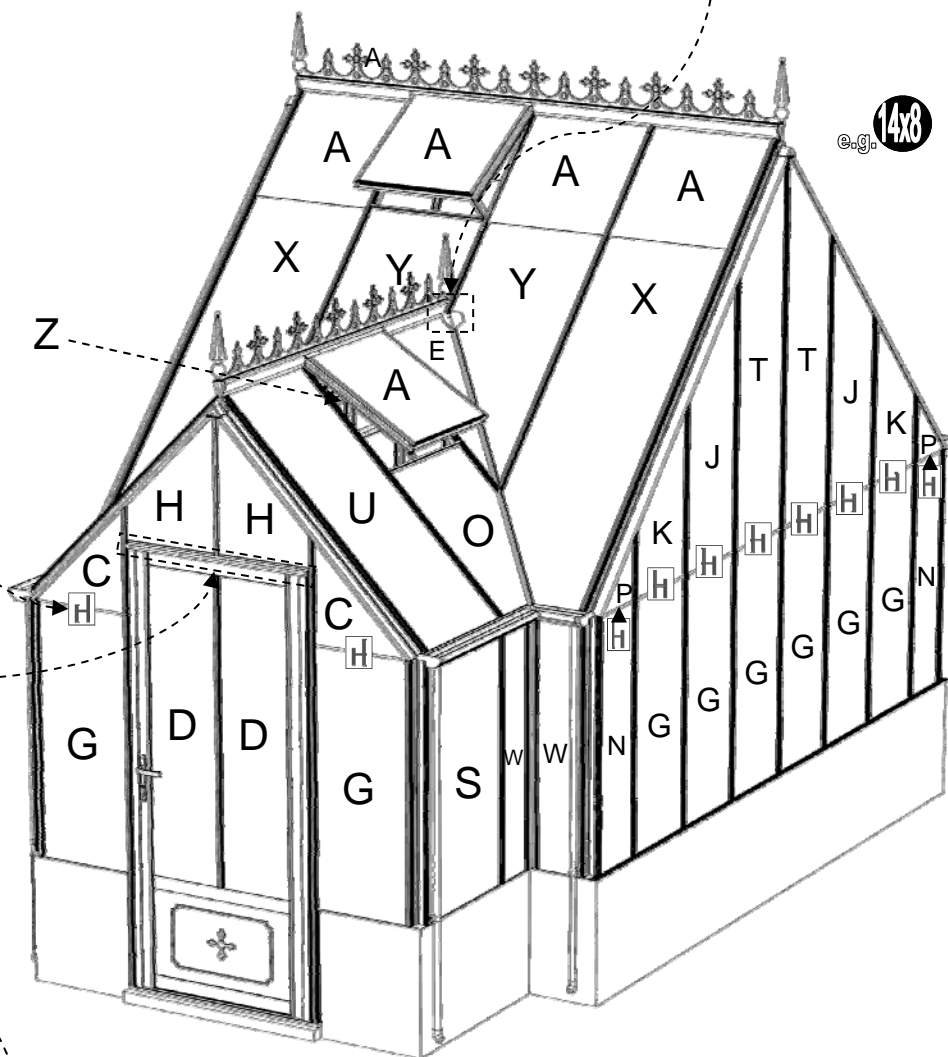 A
e.g. 14x8
A A A A
X Y Y X
Z
E
A
T T
J J
K K
P P
H H H H H H H H
U
O
H H
C C
H H
G G
D D
S
W W
N N
G G G G G G